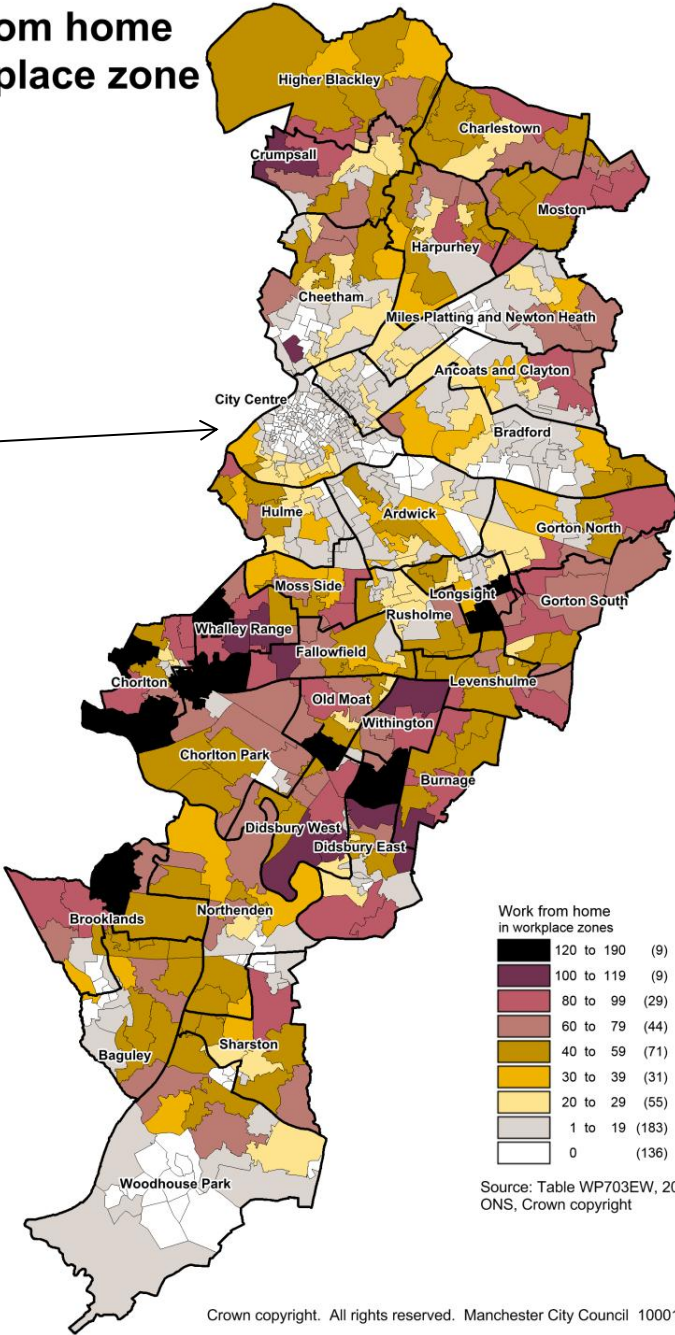 om home
place zone
Higher Blackley
Charlestown
Crumpsall
Moston
Harpurhey
Cheetham
Miles Platting and Newton Heath
Ancoats and Clayton
City Centre
Bradford
Hulme
Ardwick
Gorton North
Moss Side
Longsight
Gorton South
Rusholme
Whalley Range
Fallowfield
Chorlton
Levenshulme
Old Moat
Withington
Chorlton Park
Burnage
Didsbury West
Didsbury East
Brooklands
Northenden
Baguley
Sharston
Woodhouse Park
Work from home
in workplace zones
120 to 190 (9)
100 to 119 (9)
80 to 99 (29)
60 to 79 (44)
40 to 59 (71)
30 to 39 (31)
20 to 29 (55)
1 to 19 (183)
0 (136)
Source: Table WP703EW, 20
ONS, Crown copyright
Crown copyright. All rights reserved. Manchester City Council 10001